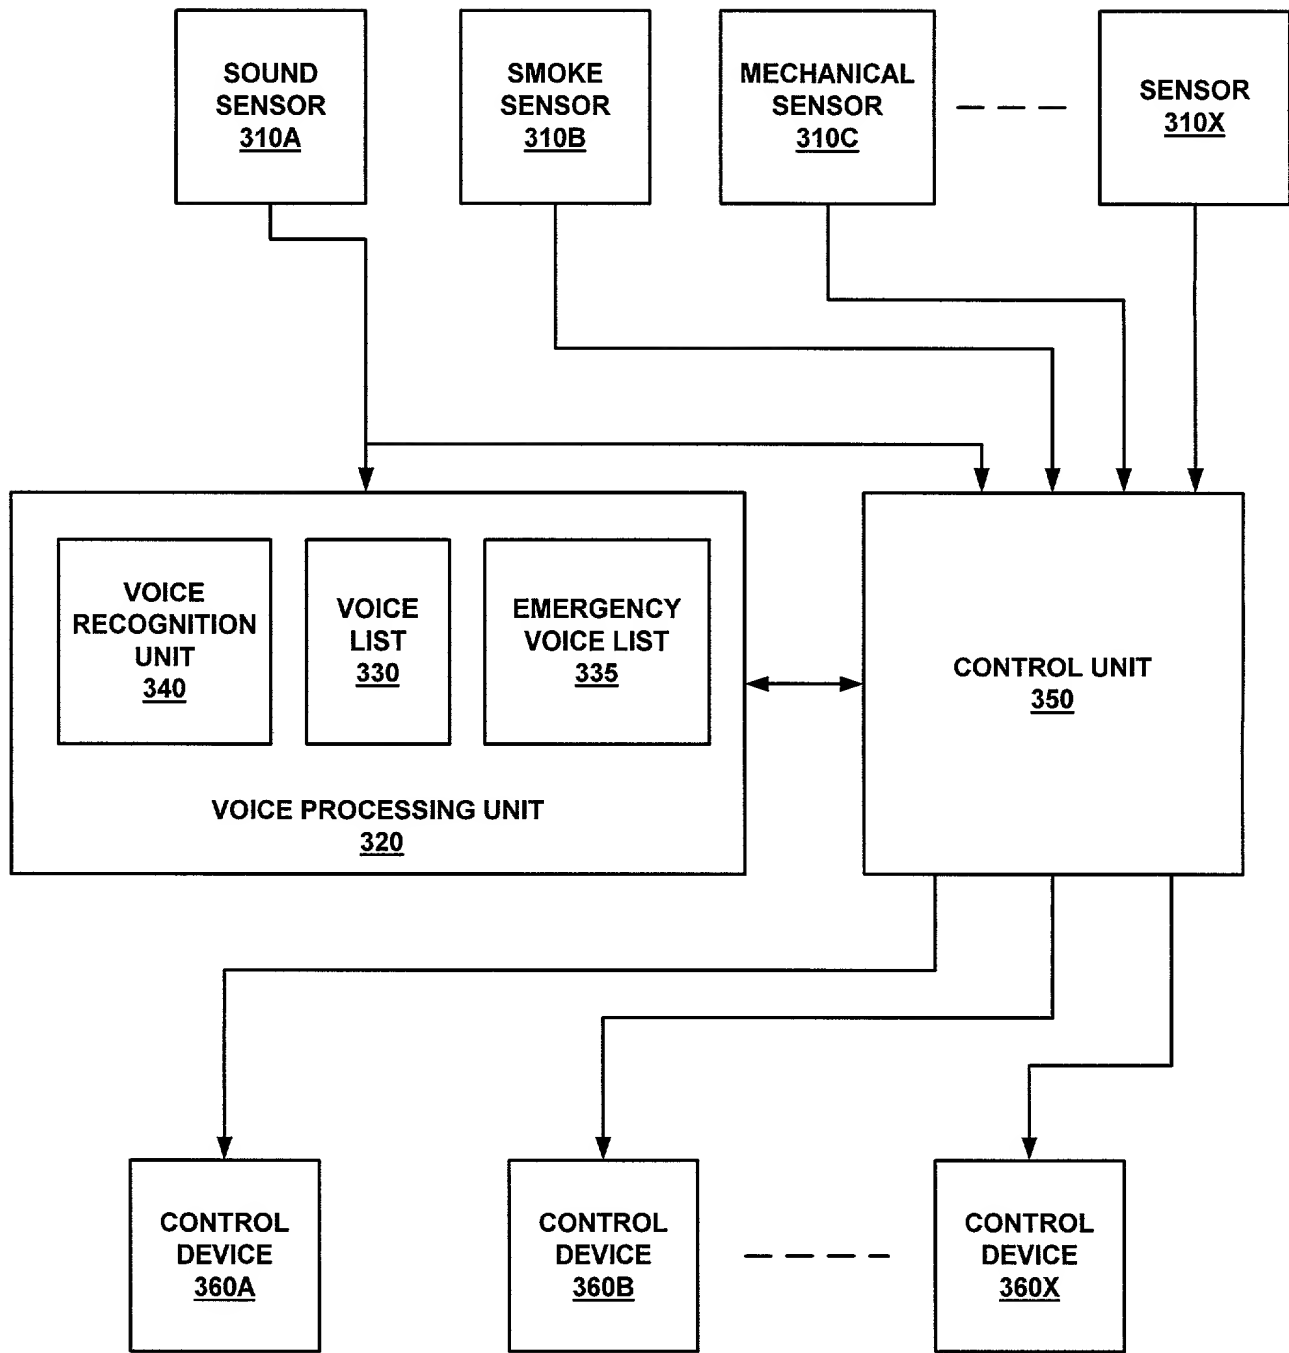 SOUND
SENSOR
310A
SMOKE
SENSOR
310B
MECHANICAL
SENSOR
310C
SENSOR
310X
VOICE
RECOGNITION
UNIT
340
VOICE
LIST
330
EMERGENCY
VOICE LIST
335
VOICE PROCESSING UNIT
320
CONTROL UNIT
350
CONTROL
DEVICE
360A
CONTROL
DEVICE
360B
CONTROL
DEVICE
360X